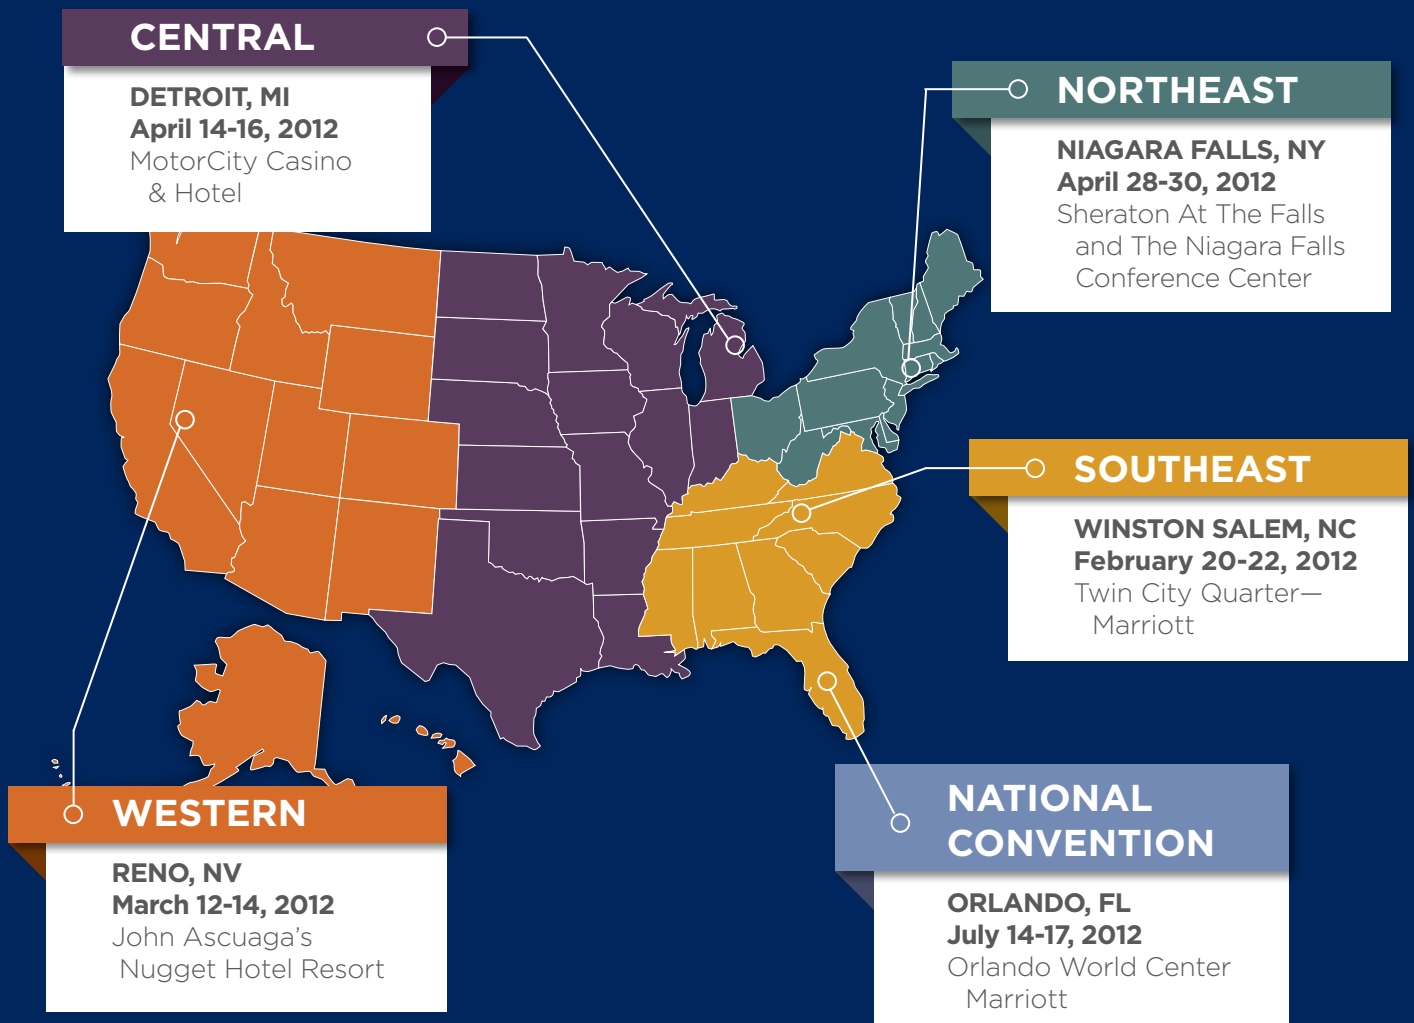 CENTRAL
DETROIT, MI
April 14-16, 2012
MotorCity Casino
& Hotel
NORTHEAST
NIAGARA FALLS, NY
April 28-30, 2012
Sheraton At The Falls
and The Niagara Falls
Conference Center
SOUTHEAST
WINSTON SALEM, NC
February 20-22, 2012
Twin City Quarter—
Marriott
WESTERN
RENO, NV
March 12-14, 2012
John Ascuaga’s
Nugget Hotel Resort
NATIONAL
CONVENTION
ORLANDO, FL
July 14-17, 2012
Orlando World Center
Marriott